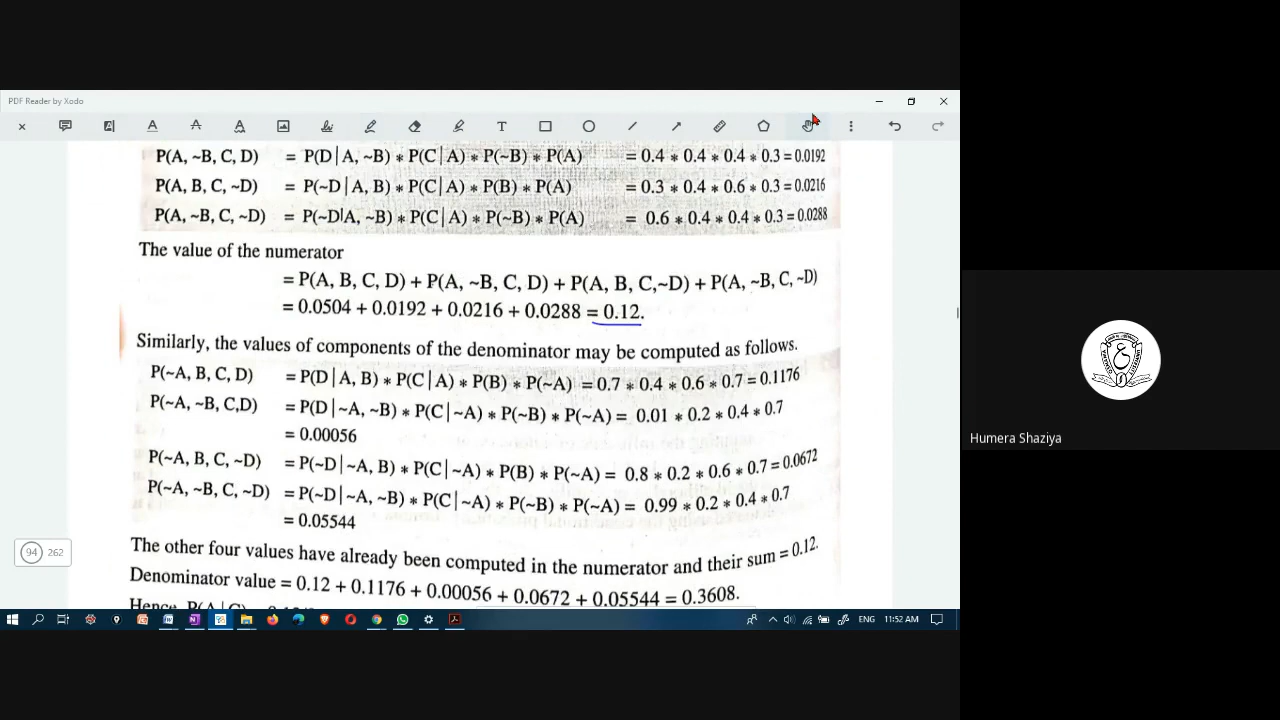 PDF Reader by Xodo
P(A, ~B, C, D) = P(D | A, ~B) * P(C | A) * P(~B) * P(A) = 0.4 * 0.4 * 0.4 * 0.3 = 0.0192
P(A, B, C, ~D) = P(~D | A, B) * P(C | A) * P(B) * P(A) = 0.3 * 0.4 * 0.6 * 0.3 = 0.0216
P(A, ~B, C, ~D) = P(~D|A, ~B) * P(C | A) * P(~B) * P(A) = 0.6 * 0.4 * 0.4 * 0.3 = 0.0288
The value of the numerator
= P(A, B, C, D) + P(A, ~B, C, D) + P(A, B, C,~D) + P(A, ~B, C, ~D)
= 0.0504 + 0.0192 + 0.0216 + 0.0288 = 0.12.
Similarly, the values of components of the denominator may be computed as follows.
P(~A, B, C, D) = P(D | A, B) * P(C | A) * P(B) * P(~A) = 0.7 * 0.4 * 0.6 * 0.7 = 0.1176
P(~A, ~B, C,D) = P(D | ~A, ~B) * P(C | ~A) * P(~B) * P(~A) = 0.01 * 0.2 * 0.4 * 0.7
= 0.00056
P(~A, B, C, ~D) = P(~D | ~A, B) * P(C | ~A) * P(B) * P(~A) = 0.8 * 0.2 * 0.6 * 0.7 = 0.0672
P(~A, ~B, C, ~D) = P(~D | ~A, ~B) * P(C | ~A) * P(~B) * P(~A) = 0.99 * 0.2 * 0.4 * 0.7
= 0.05544
The other four values have already been computed in the numerator and their sum = 0.12.
Denominator value = 0.12 + 0.1176 + 0.00056 + 0.0672 + 0.05544 = 0.3608.
Hence
94 262
ENG 11:52 AM
Humera Shaziya